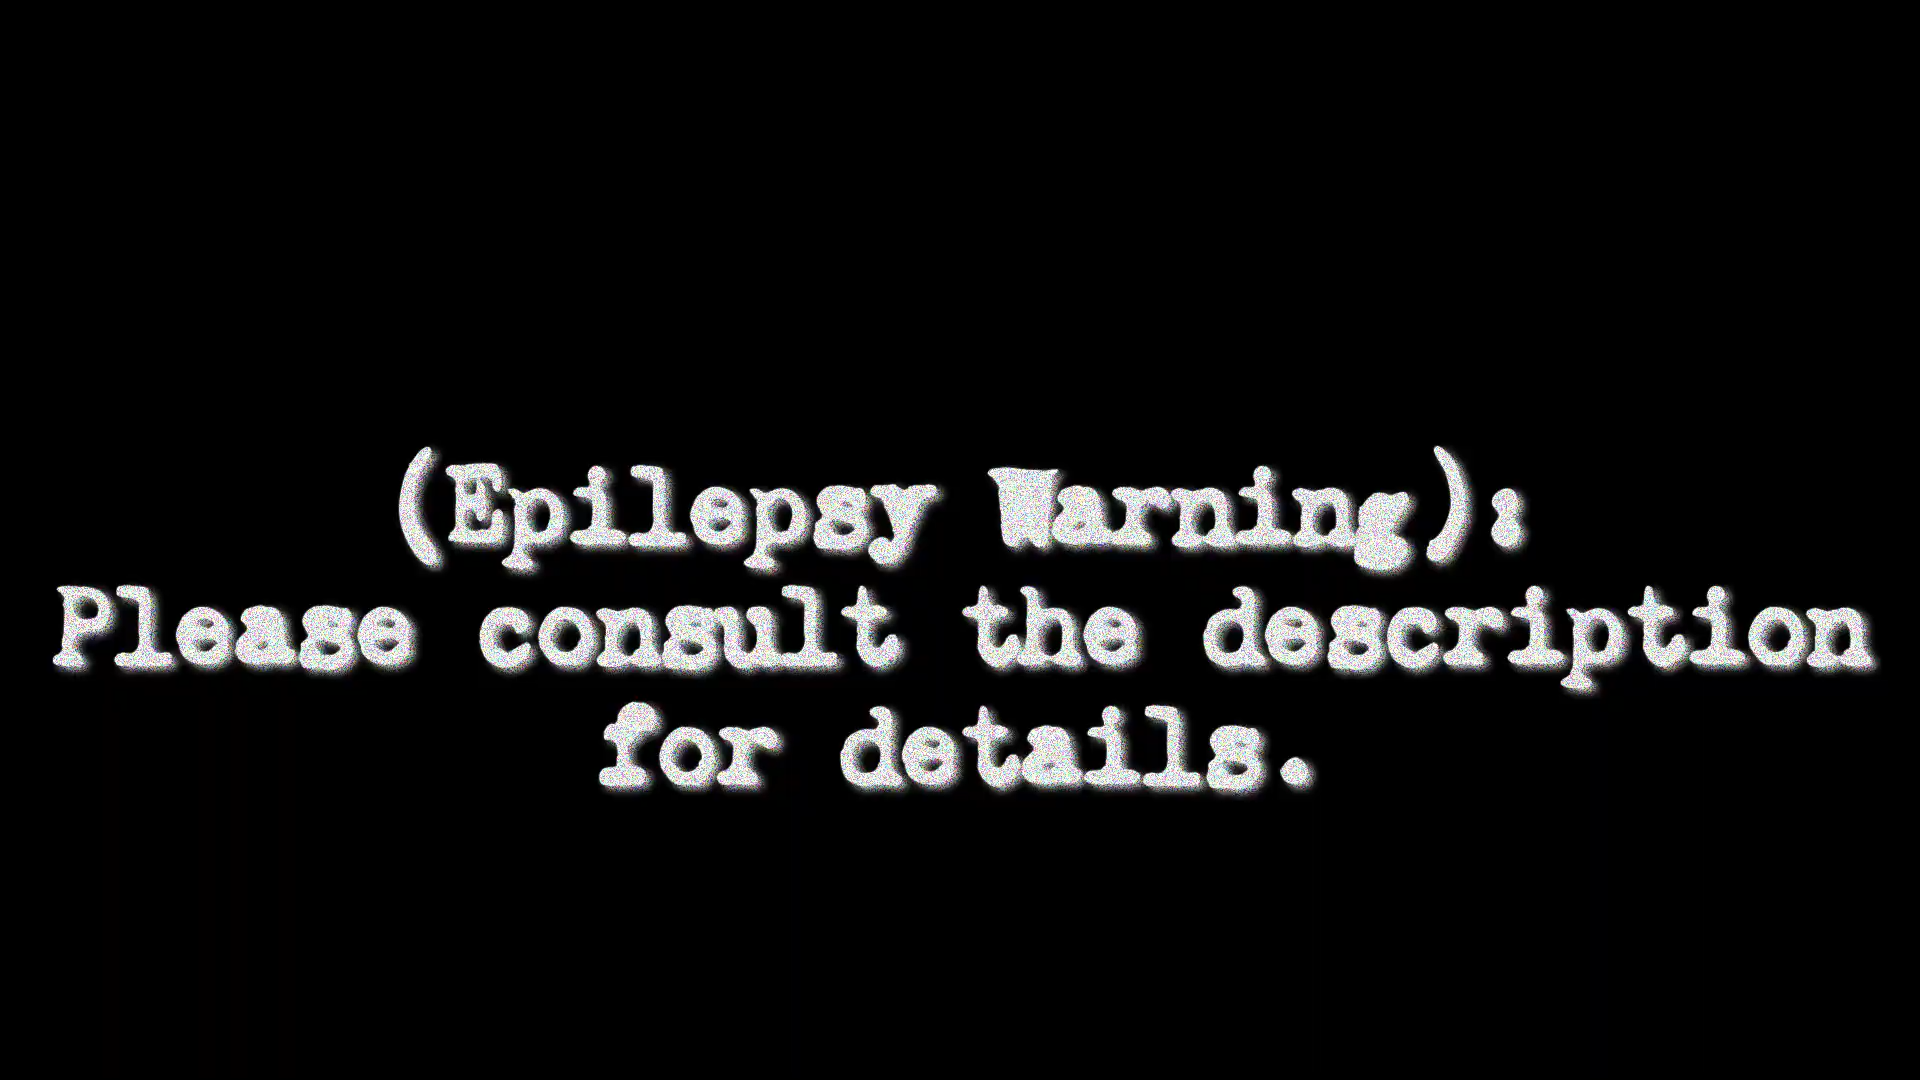 (Epilepsy Warning):
Please consult the description
for details.